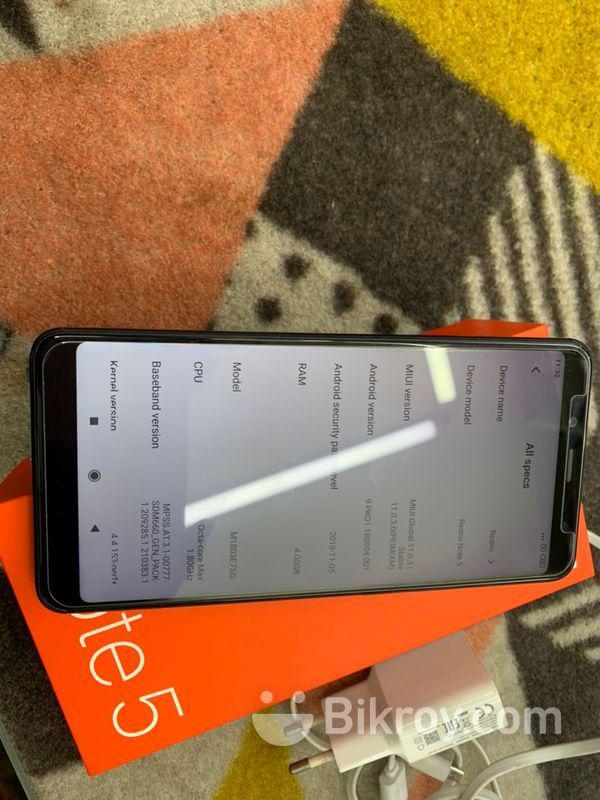 11:32
All specs
Device name
Redmi
Device model
Redmi Note 5
MIUI version
MIUI Global 11.0.3 |
Stable
11.0.3.0(PEIMIXM)
Android version
9 PKQ1.180904.001
Android security level
2019-11-05
RAM
4.00GB
Model
M1803E7SG
CPU
Octa-core Max
1.80GHz
Baseband version
MPSS.AT.3.1-00777-
SDM660_GEN_PACK-
1.209285.1.210383.1
Kernel version
4.4.153-perf+
ote 5
CE
EAC
Bikroy.com